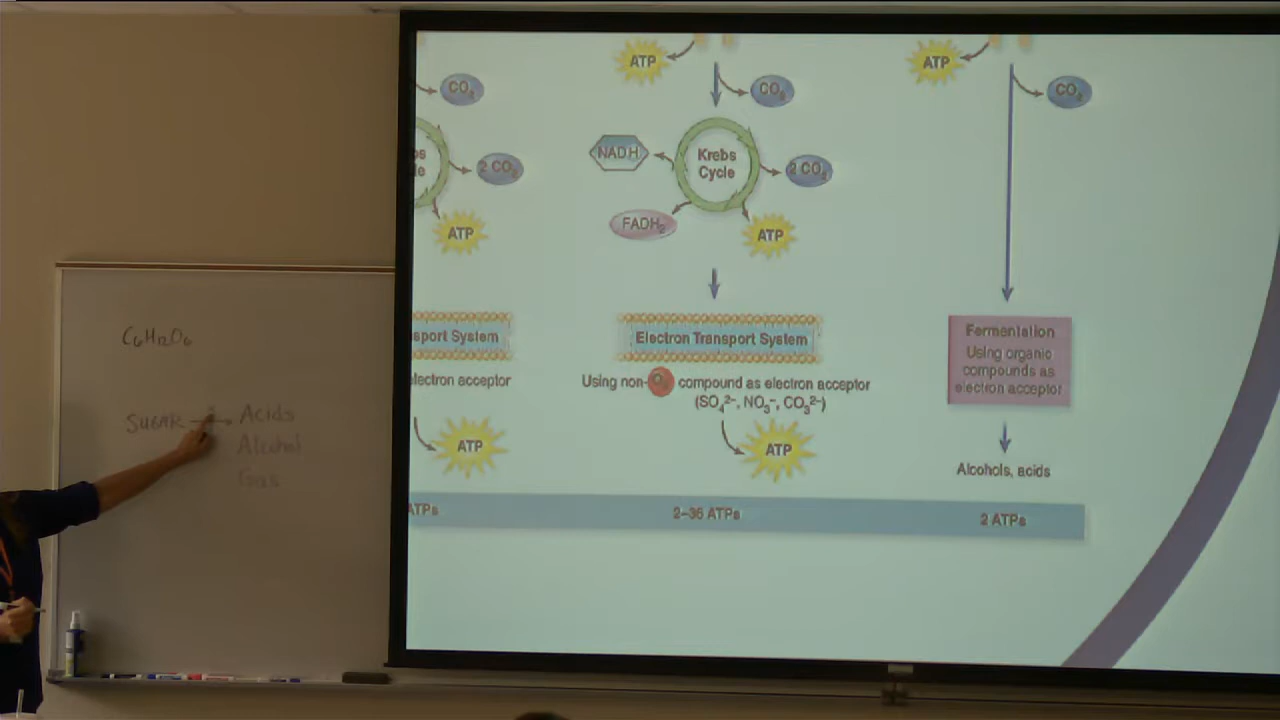 C6H12O6
SUGAR → Acids
Alcohol
Gas
CO2
2 CO2
ATP
sport System
electron acceptor
ATP
ATPs
ATP
CO2
NADH
Krebs
Cycle
2 CO2
FADH2
ATP
Electron Transport System
Using non-O2 compound as electron acceptor
(SO4²⁻, NO3⁻, CO3²⁻)
ATP
2–36 ATPs
ATP
CO2
Fermentation
Using organic
compounds as
electron acceptor
Alcohols, acids
2 ATPs